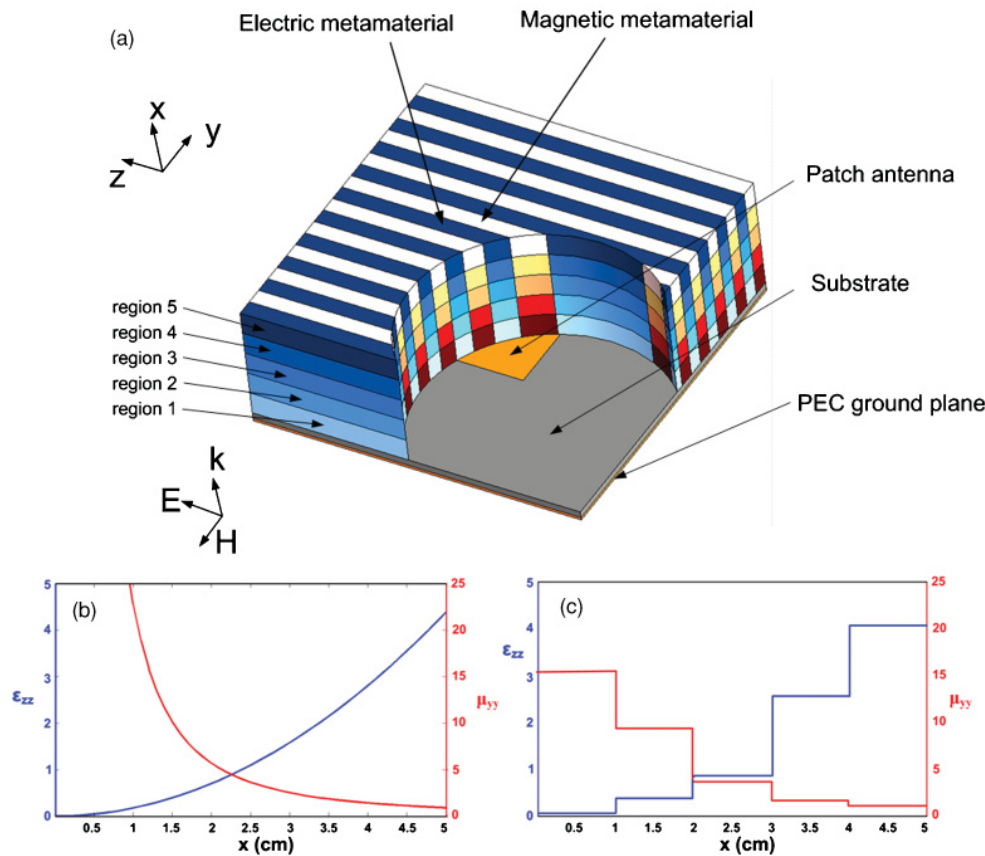 (a)
Electric metamaterial
Magnetic metamaterial
x
y
z
Patch antenna
Substrate
PEC ground plane
region 5
region 4
region 3
region 2
region 1
k
E
H
(b)
5
4
3
2
1
0
εzz
25
20
15
10
5
0
μyy
0.5 1 1.5 2 2.5 3 3.5 4 4.5 5
x (cm)
(c)
5
4
3
2
1
0
εzz
25
20
15
10
5
0
μyy
0.5 1 1.5 2 2.5 3 3.5 4 4.5 5
x (cm)